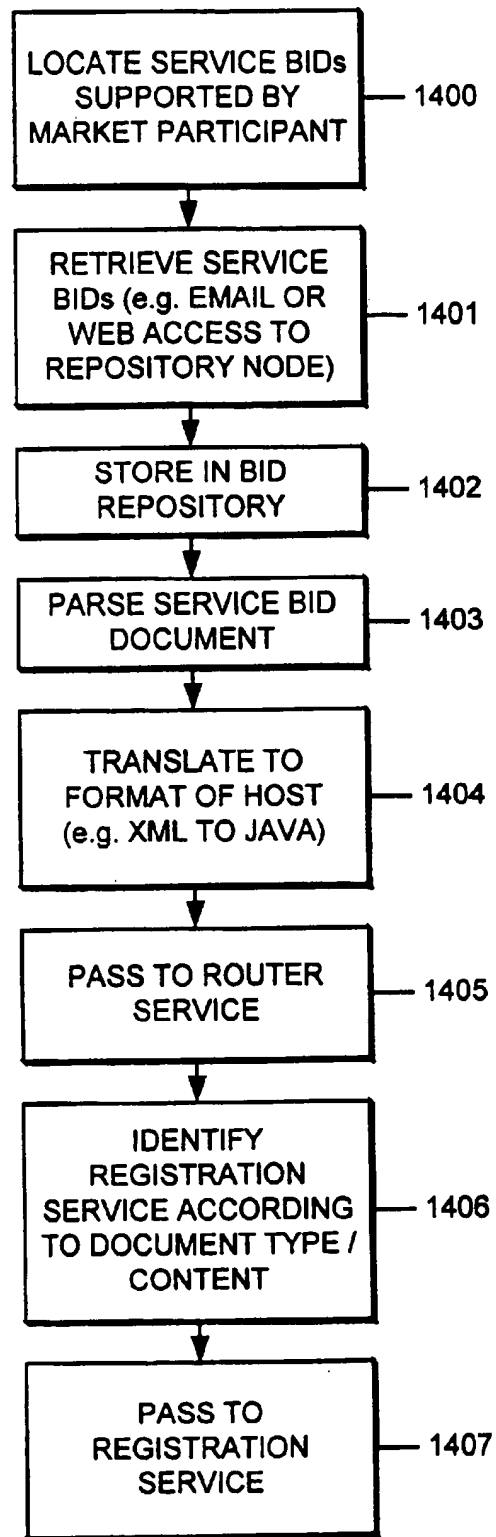 LOCATE SERVICE BIDs
SUPPORTED BY
MARKET PARTICIPANT
1400
RETRIEVE SERVICE
BIDs (e.g. EMAIL OR
WEB ACCESS TO
REPOSITORY NODE)
1401
STORE IN BID
REPOSITORY
1402
PARSE SERVICE BID
DOCUMENT
1403
TRANSLATE TO
FORMAT OF HOST
(e.g. XML TO JAVA)
1404
PASS TO ROUTER
SERVICE
1405
IDENTIFY
REGISTRATION
SERVICE ACCORDING
TO DOCUMENT TYPE /
CONTENT
1406
PASS TO
REGISTRATION
SERVICE
1407